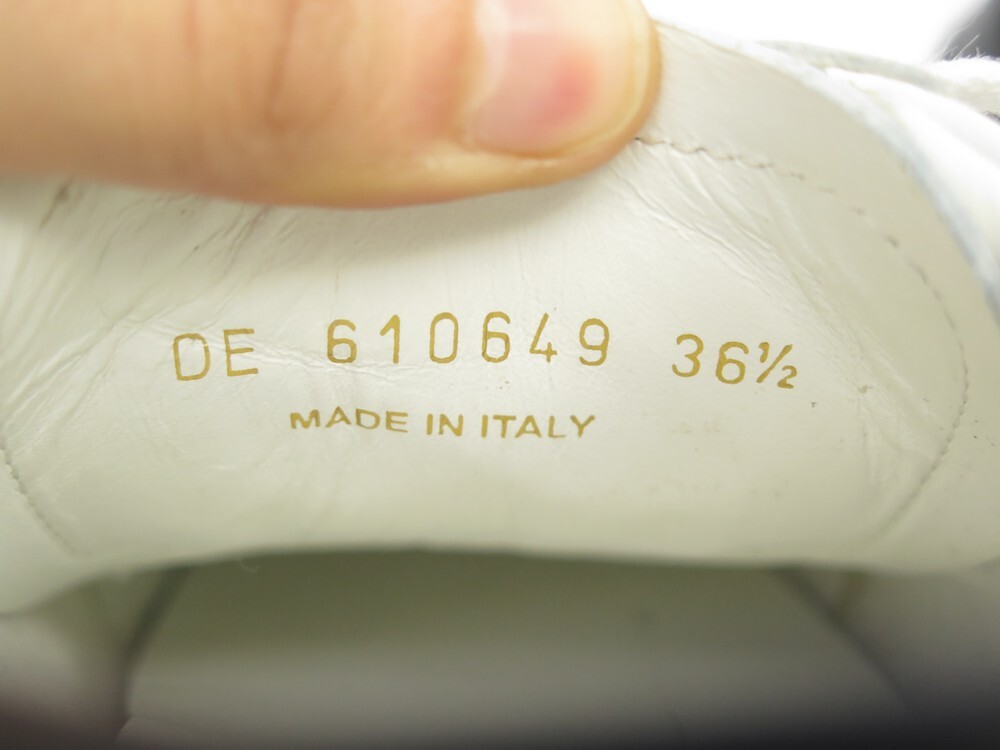 DE 610649 36½
MADE IN ITALY